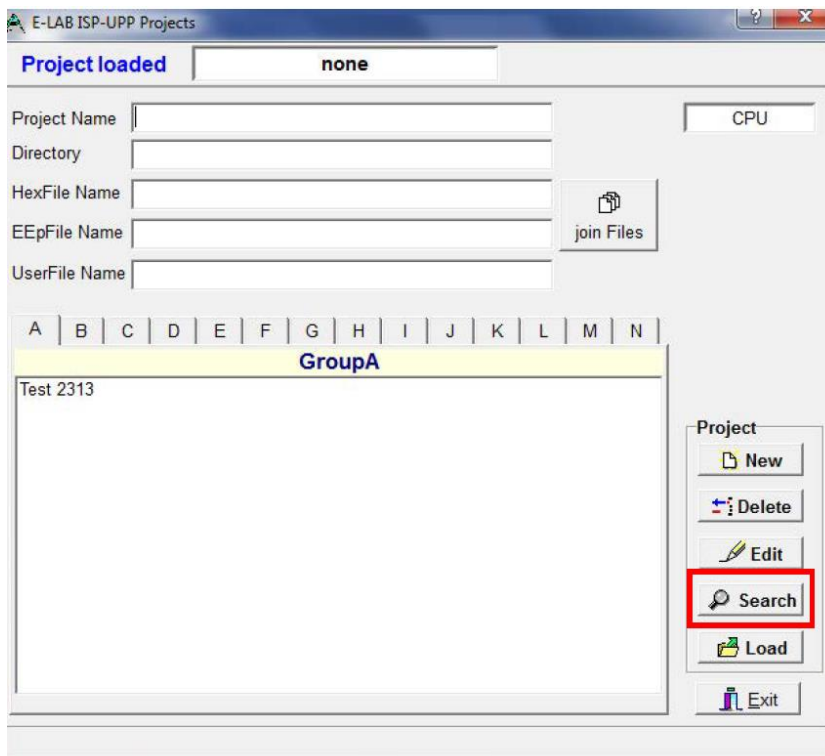 E-LAB ISP-UPP Projects
?
X
Project loaded none
Project Name
CPU
Directory
HexFile Name
EEpFile Name
join Files
UserFile Name
A B C D E F G H I J K L M N
GroupA
Test 2313
Project
New
Delete
Edit
Search
Load
Exit